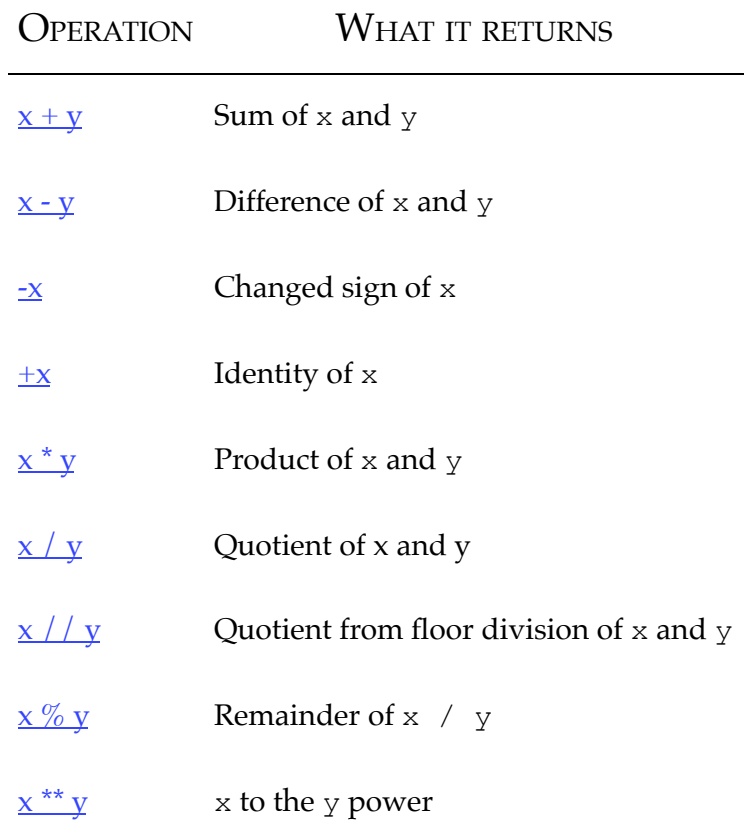 OPERATION WHAT IT RETURNS
x + y Sum of x and y
x - y Difference of x and y
-x Changed sign of x
+x Identity of x
x * y Product of x and y
x / y Quotient of x and y
x // y Quotient from floor division of x and y
x % y Remainder of x / y
x ** y x to the y power